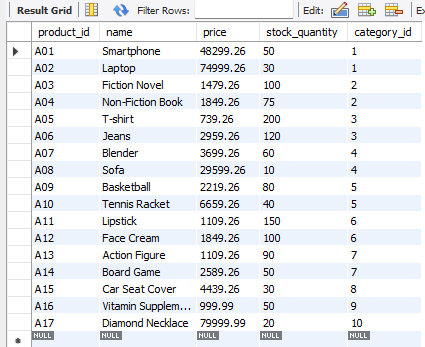 Result Grid Filter Rows: Edit: Ex
product_id name price stock_quantity category_id
A01 Smartphone 48299.26 50 1
A02 Laptop 74999.26 30 1
A03 Fiction Novel 1479.26 100 2
A04 Non-Fiction Book 1849.26 75 2
A05 T-shirt 739.26 200 3
A06 Jeans 2959.26 120 3
A07 Blender 3699.26 60 4
A08 Sofa 29599.26 10 4
A09 Basketball 2219.26 80 5
A10 Tennis Racket 6659.26 40 5
A11 Lipstick 1109.26 150 6
A12 Face Cream 1849.26 100 6
A13 Action Figure 1109.26 90 7
A14 Board Game 2589.26 50 7
A15 Car Seat Cover 4439.26 30 8
A16 Vitamin Supplem... 999.99 50 9
A17 Diamond Necklace 79999.99 20 10
NULL NULL NULL NULL NULL